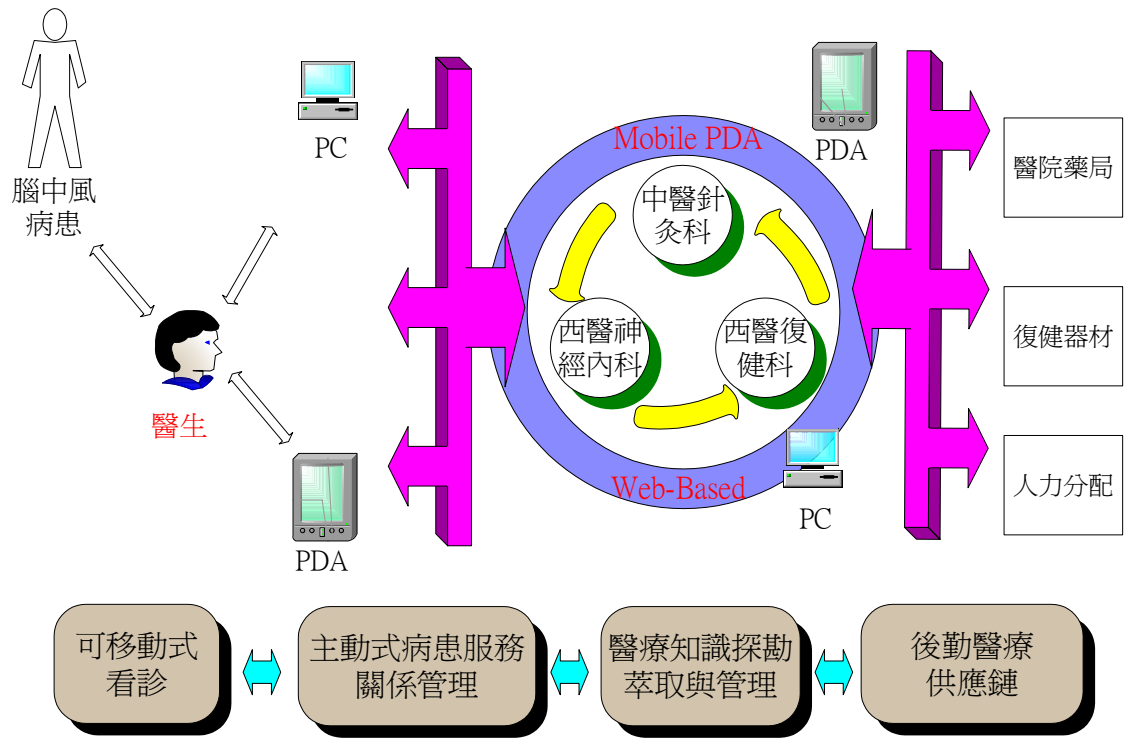 腦中風
病患
PC
醫生
PDA
Mobile PDA
中醫針
灸科
西醫神
經內科
西醫復
健科
Web-Based
PDA
PC
醫院藥局
復健器材
人力分配
可移動式
看診
主動式病患服務
關係管理
醫療知識探勘
萃取與管理
後勤醫療
供應鏈